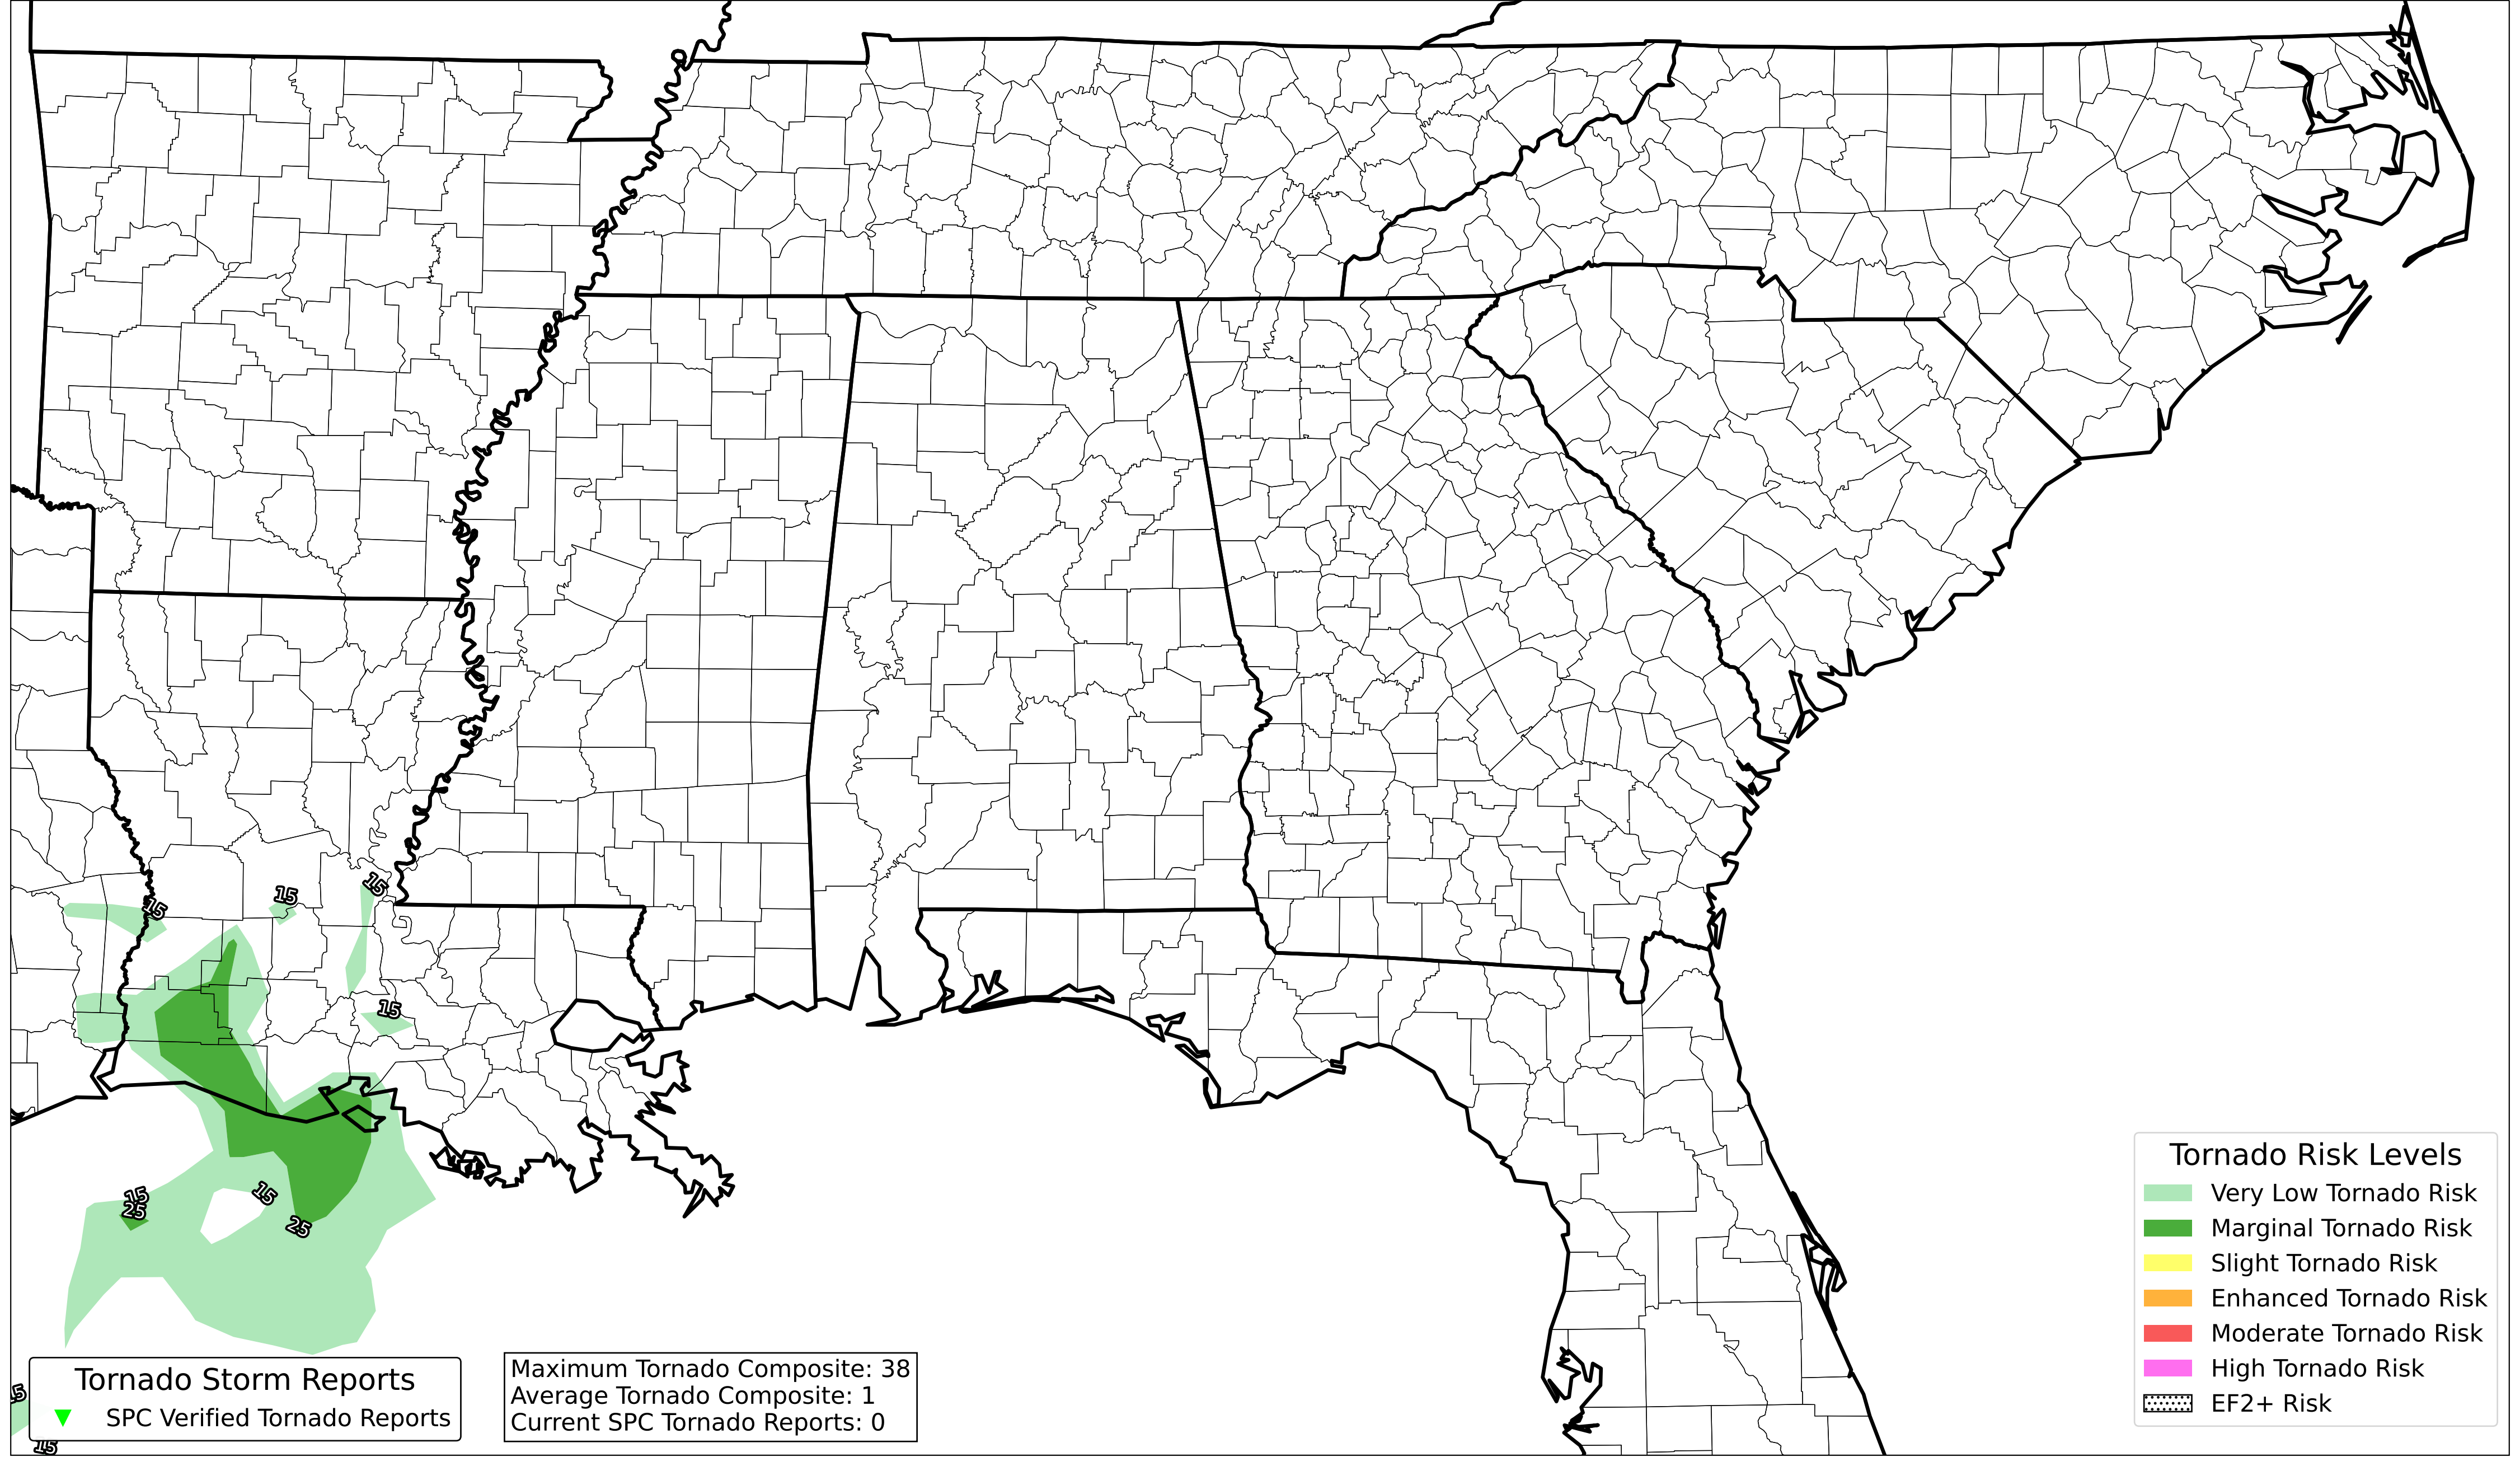 15
15
15
15
15
15
25
25
15
15
Tornado Storm Reports
SPC Verified Tornado Reports
Maximum Tornado Composite: 38
Average Tornado Composite: 1
Current SPC Tornado Reports: 0
Tornado Risk Levels
Very Low Tornado Risk
Marginal Tornado Risk
Slight Tornado Risk
Enhanced Tornado Risk
Moderate Tornado Risk
High Tornado Risk
EF2+ Risk